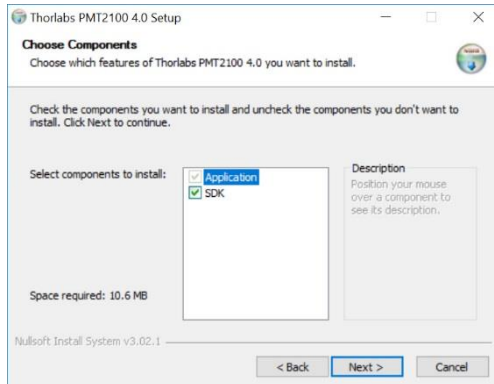 Thorlabs PMT2100 4.0 Setup
Choose Components
Choose which features of Thorlabs PMT2100 4.0 you want to install.
Check the components you want to install and uncheck the components you don't want to
install. Click Next to continue.
Select components to install:
Application
SDK
Description
Position your mouse
over a component to
see its description.
Space required: 10.6 MB
Nullsoft Install System v3.02.1
< Back
Next >
Cancel